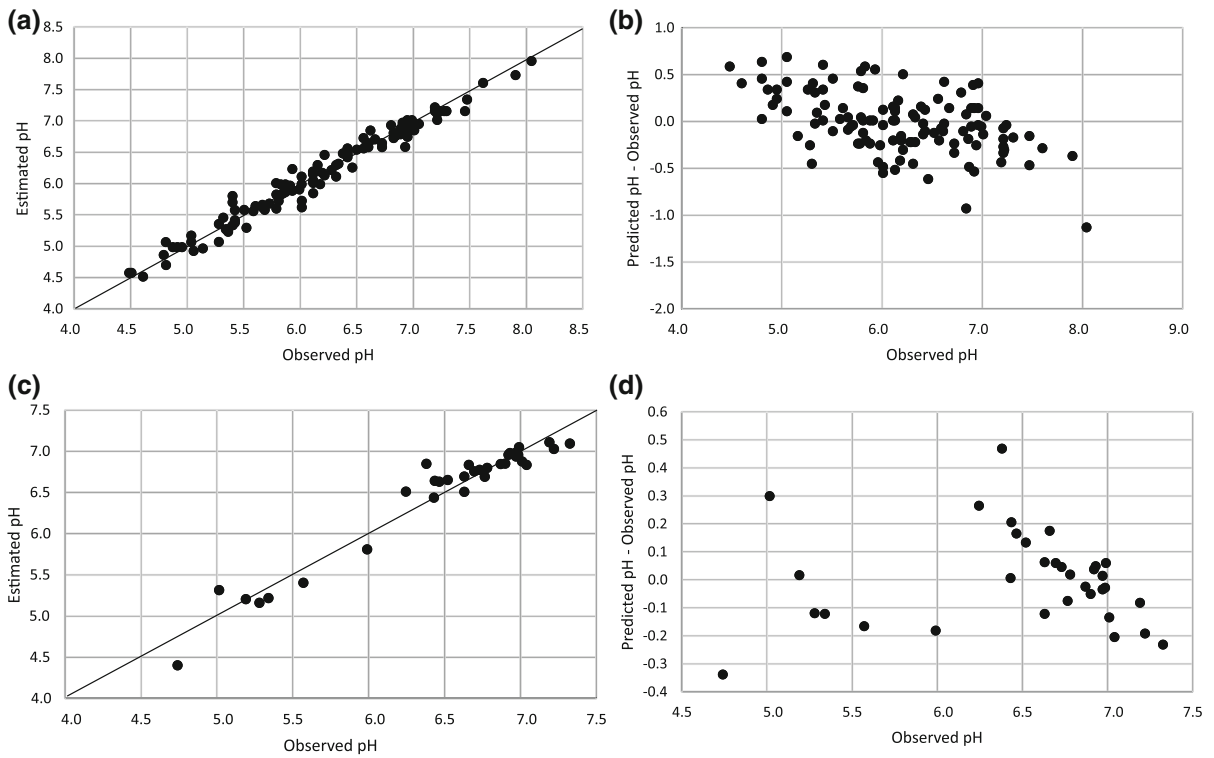 (a)
Estimated pH
8.5
8.0
7.5
7.0
6.5
6.0
5.5
5.0
4.5
4.0
4.0 4.5 5.0 5.5 6.0 6.5 7.0 7.5 8.0 8.5
Observed pH
(b)
Predicted pH - Observed pH
1.0
0.5
0.0
-0.5
-1.0
-1.5
-2.0
4.0 5.0 6.0 7.0 8.0 9.0
Observed pH
(c)
Estimated pH
7.5
7.0
6.5
6.0
5.5
5.0
4.5
4.0
4.0 4.5 5.0 5.5 6.0 6.5 7.0 7.5
Observed pH
(d)
Predicted pH - Observed pH
0.6
0.5
0.4
0.3
0.2
0.1
0.0
-0.1
-0.2
-0.3
-0.4
4.5 5.0 5.5 6.0 6.5 7.0 7.5
Observed pH